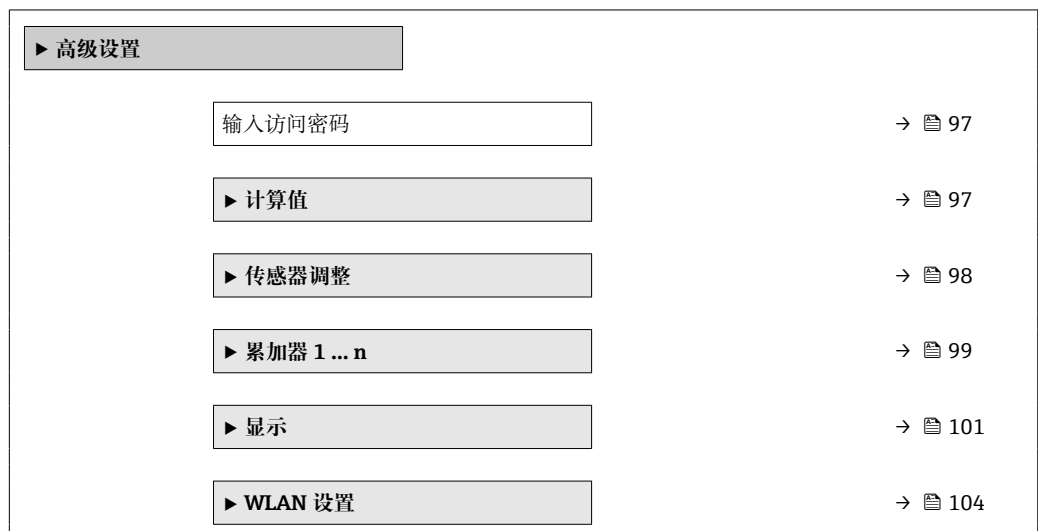 ▶ 高级设置
输入访问密码 → 97
▶ 计算值 → 97
▶ 传感器调整 → 98
▶ 累加器 1 ... n → 99
▶ 显示 → 101
▶ WLAN 设置 → 104